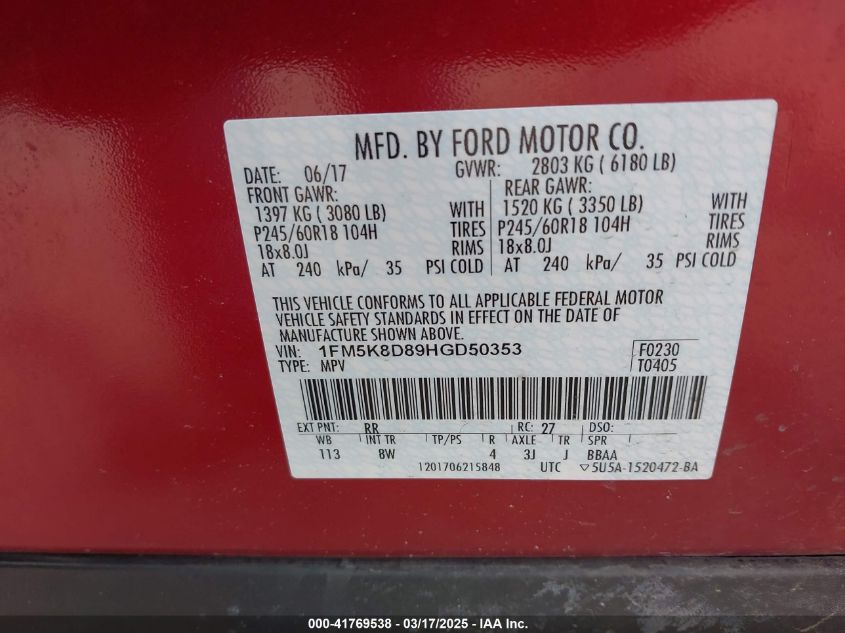 MFD. BY FORD MOTOR CO.
DATE: 06/17 GVWR: 2803 KG ( 6180 LB)
FRONT GAWR: REAR GAWR:
1397 KG ( 3080 LB) WITH 1520 KG ( 3350 LB) WITH
P245/60R18 104H TIRES P245/60R18 104H TIRES
18x8.0J RIMS 18x8.0J RIMS
AT 240 kPa/ 35 PSI COLD AT 240 kPa/ 35 PSI COLD
THIS VEHICLE CONFORMS TO ALL APPLICABLE FEDERAL MOTOR
VEHICLE SAFETY STANDARDS IN EFFECT ON THE DATE OF
MANUFACTURE SHOWN ABOVE.
VIN: 1FM5K8D89HGD50353 F0230
TYPE: MPV T0405
EXT PNT: RR RC: 27 DSO:
WB INT TR TP/PS R AXLE TR SPR
113 8W 4 3J J BBAA
1201706215848 UTC ▽5U5A-1520472-BA
000-41769538 - 03/17/2025 - IAA Inc.